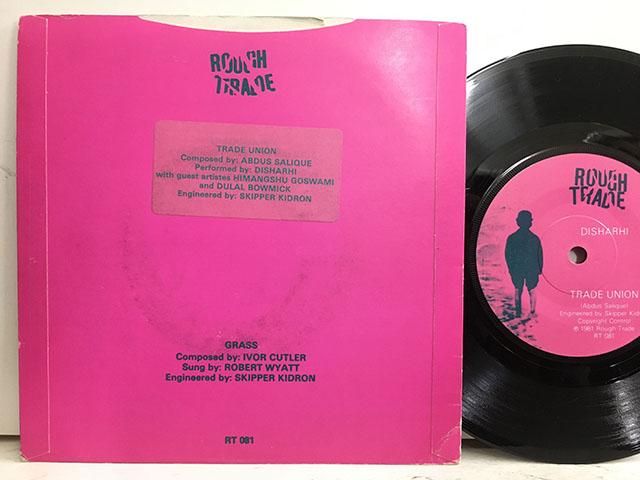 ROUGH
TRADE
TRADE UNION
Composed by: ABDUS SALIQUE
Performed by: DISHARHI
with guest artistes HIMANGSHU GOSWAMI
and DULAL BOWMICK
Engineered by: SKIPPER KIDRON
GRASS
Composed by: IVOR CUTLER
Sung by: ROBERT WYATT
Engineered by: SKIPPER KIDRON
RT 081
ROUGH
TRADE
DISHARHI
TRADE UNION
(Abdus Salique)
Engineered by Skipper Kid
Copyright Control
℗ 1981 Rough Trade
RT 081